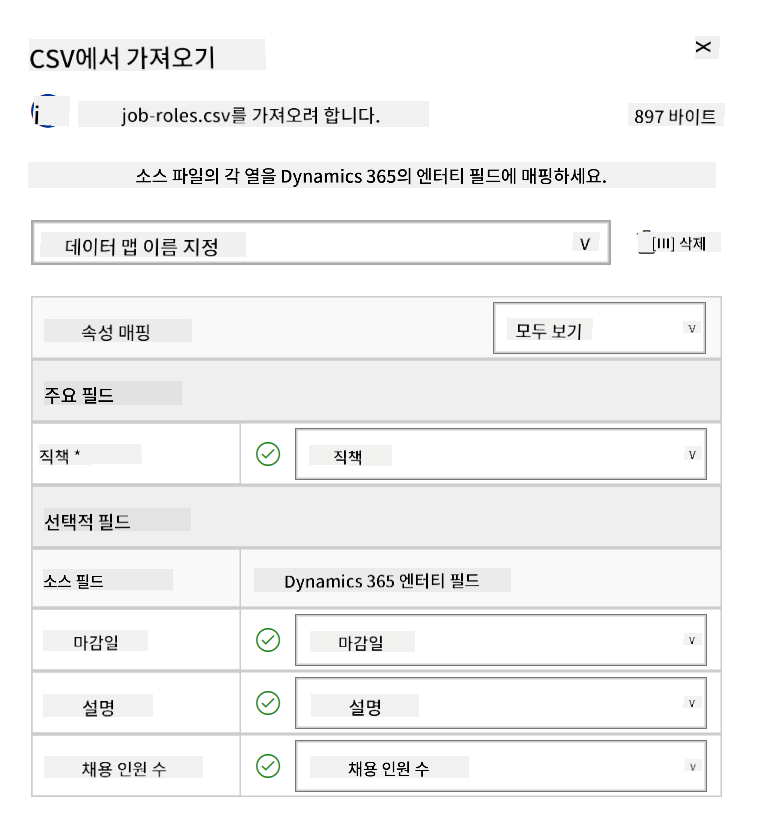 CSV에서 가져오기
job-roles.csv를 가져오려 합니다. 897 바이트
소스 파일의 각 열을 Dynamics 365의 엔터티 필드에 매핑하세요.
데이터 맵 이름 지정 V [III] 삭제
속성 매핑 모두 보기 V
주요 필드
직책 * 직책 V
선택적 필드
소스 필드 Dynamics 365 엔터티 필드
마감일 마감일 V
설명 설명 V
채용 인원 수 채용 인원 수 V